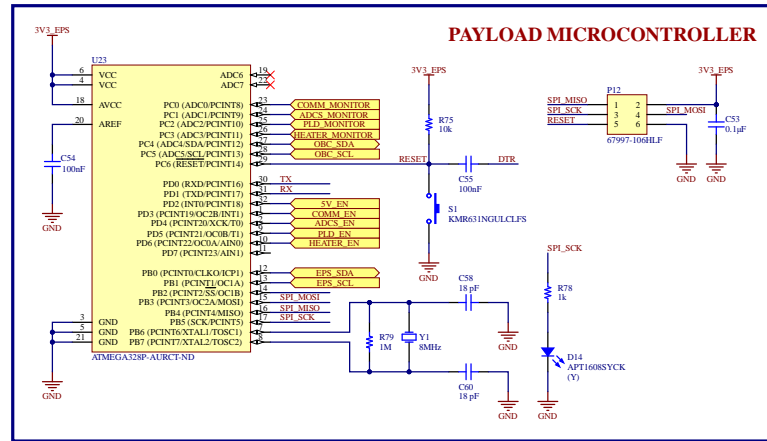 PAYLOAD MICROCONTROLLER
3V3_EPS
U23
6 VCC
4 VCC
18 AVCC
20 AREF
C54
100nF
GND
3 GND
5 GND
21 GND
GND
ATMEGA328P-AURCT-ND
ADC6 19
ADC7 22
PC0 (ADC0/PCINT8) 23 COMM_MONITOR
PC1 (ADC1/PCINT9) 24 ADCS_MONITOR
PC2 (ADC2/PCINT10) 25 PLD_MONITOR
PC3 (ADC3/PCINT11) 26 HEATER_MONITOR
PC4 (ADC4/SDA/PCINT12) 27 OBC_SDA
PC5 (ADC5/SCL/PCINT13) 28 OBC_SCL
PC6 (RESET/PCINT14) 29
PD0 (RXD/PCINT16) 30 TX
PD1 (TXD/PCINT17) 31 RX
PD2 (INT0/PCINT18) 32 5V_EN
PD3 (PCINT19/OC2B/INT1) 1 COMM_EN
PD4 (PCINT20/XCK/T0) 2 ADCS_EN
PD5 (PCINT21/OC0B/T1) 9 PLD_EN
PD6 (PCINT22/OC0A/AIN0) 10 HEATER_EN
PD7 (PCINT23/AIN1) 11
PB0 (PCINT0/CLKO/ICP1) 12 EPS_SDA
PB1 (PCINT1/OC1A) 13 EPS_SCL
PB2 (PCINT2/SS/OC1B) 14
PB3 (PCINT3/OC2A/MOSI) 15 SPI_MOSI
PB4 (PCINT4/MISO) 16 SPI_MISO
PB5 (SCK/PCINT5) 17 SPI_SCK
PB6 (PCINT6/XTAL1/TOSC1) 7
PB7 (PCINT7/XTAL2/TOSC2) 8
3V3_EPS
R75
10k
RESET
C55
100nF
DTR
S1
KMR631NGULCLFS
GND
R79
1M
Y1
8MHz
C58
18 pF
GND
C60
18 pF
GND
3V3_EPS
P12
SPI_MISO 1 2
SPI_SCK 3 4 SPI_MOSI
RESET 5 6
67997-106HLF
C53
0.1µF
GND
GND
SPI_SCK
R78
1k
D14
APT1608SYCK
(Y)
GND